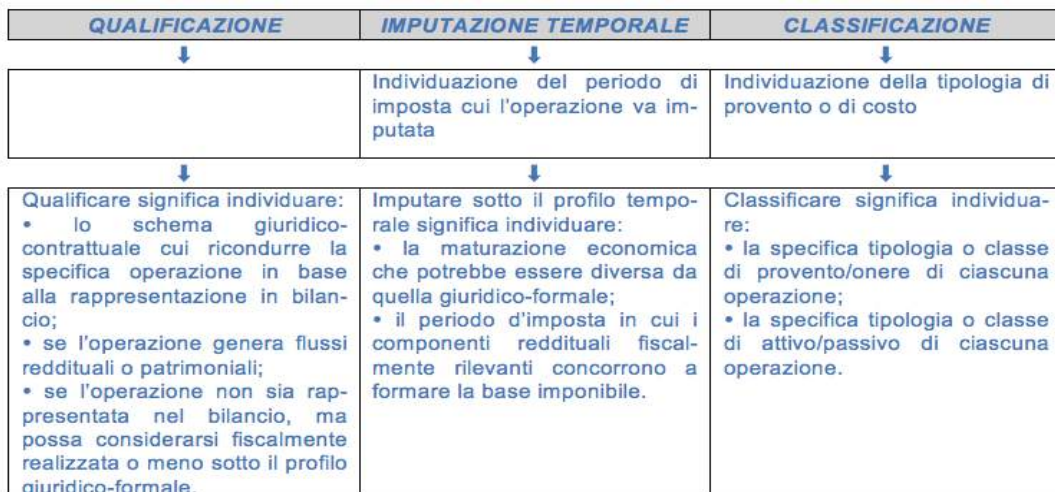 QUALIFICAZIONE
IMPUTAZIONE TEMPORALE
CLASSIFICAZIONE
Individuazione del periodo di
imposta cui l'operazione va im-
putata
Individuazione della tipologia di
provento o di costo
Qualificare significa individuare:
• lo schema giuridico-
contrattuale cui ricondurre la
specifica operazione in base
alla rappresentazione in bilan-
cio;
• se l'operazione genera flussi
reddituali o patrimoniali;
• se l'operazione non sia rap-
presentata nel bilancio, ma
possa considerarsi fiscalmente
realizzata o meno sotto il profilo
giuridico-formale.
Imputare sotto il profilo tempo-
rale significa individuare:
• la maturazione economica
che potrebbe essere diversa da
quella giuridico-formale;
• il periodo d'imposta in cui i
componenti reddituali fiscal-
mente rilevanti concorrono a
formare la base imponibile.
Classificare significa individua-
re:
• la specifica tipologia o classe
di provento/onere di ciascuna
operazione;
• la specifica tipologia o classe
di attivo/passivo di ciascuna
operazione.